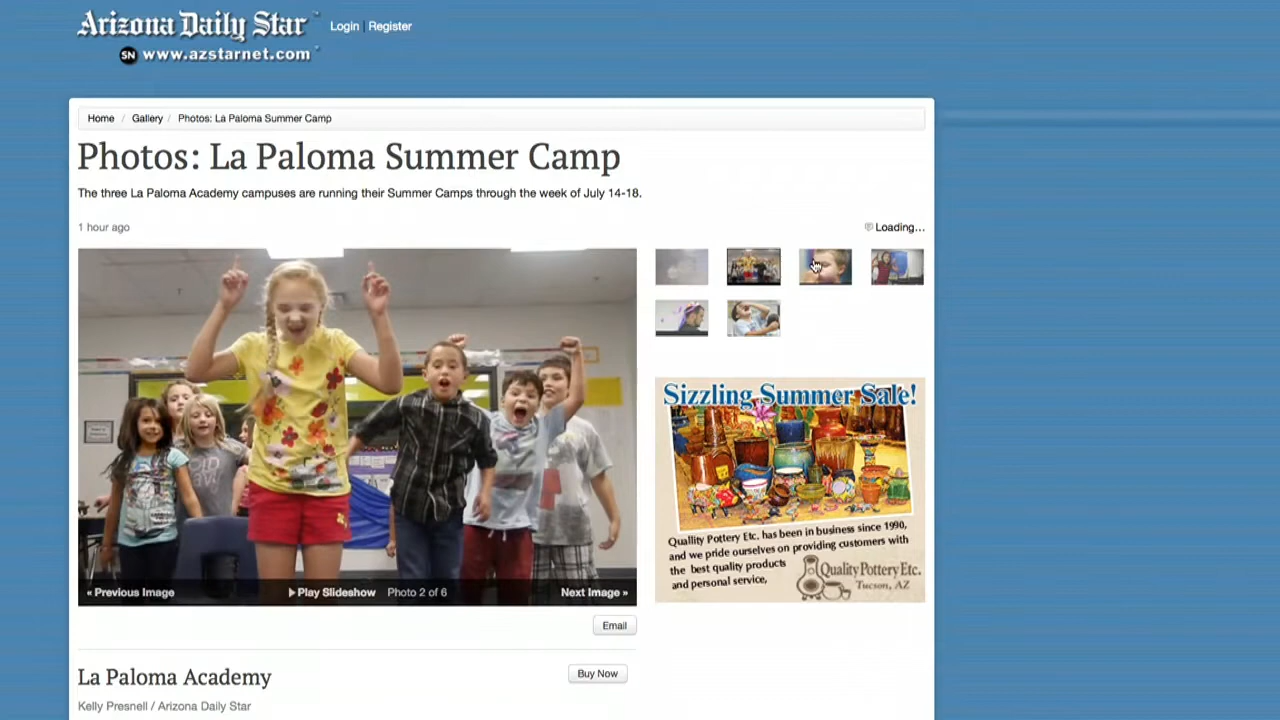 Arizona Daily Star
Login | Register
SN www.azstarnet.com
Home / Gallery / Photos: La Paloma Summer Camp
Photos: La Paloma Summer Camp
The three La Paloma Academy campuses are running their Summer Camps through the week of July 14-18.
1 hour ago
Loading...
Sizzling Summer Sale!
Quallity Pottery Etc. has been in business since 1990,
and we pride ourselves on providing customers with
the best quality products
and personal service,
Quality Pottery Etc.
Tucson, AZ
« Previous Image
Play Slideshow
Photo 2 of 6
Next Image »
Email
La Paloma Academy
Buy Now
Kelly Presnell / Arizona Daily Star